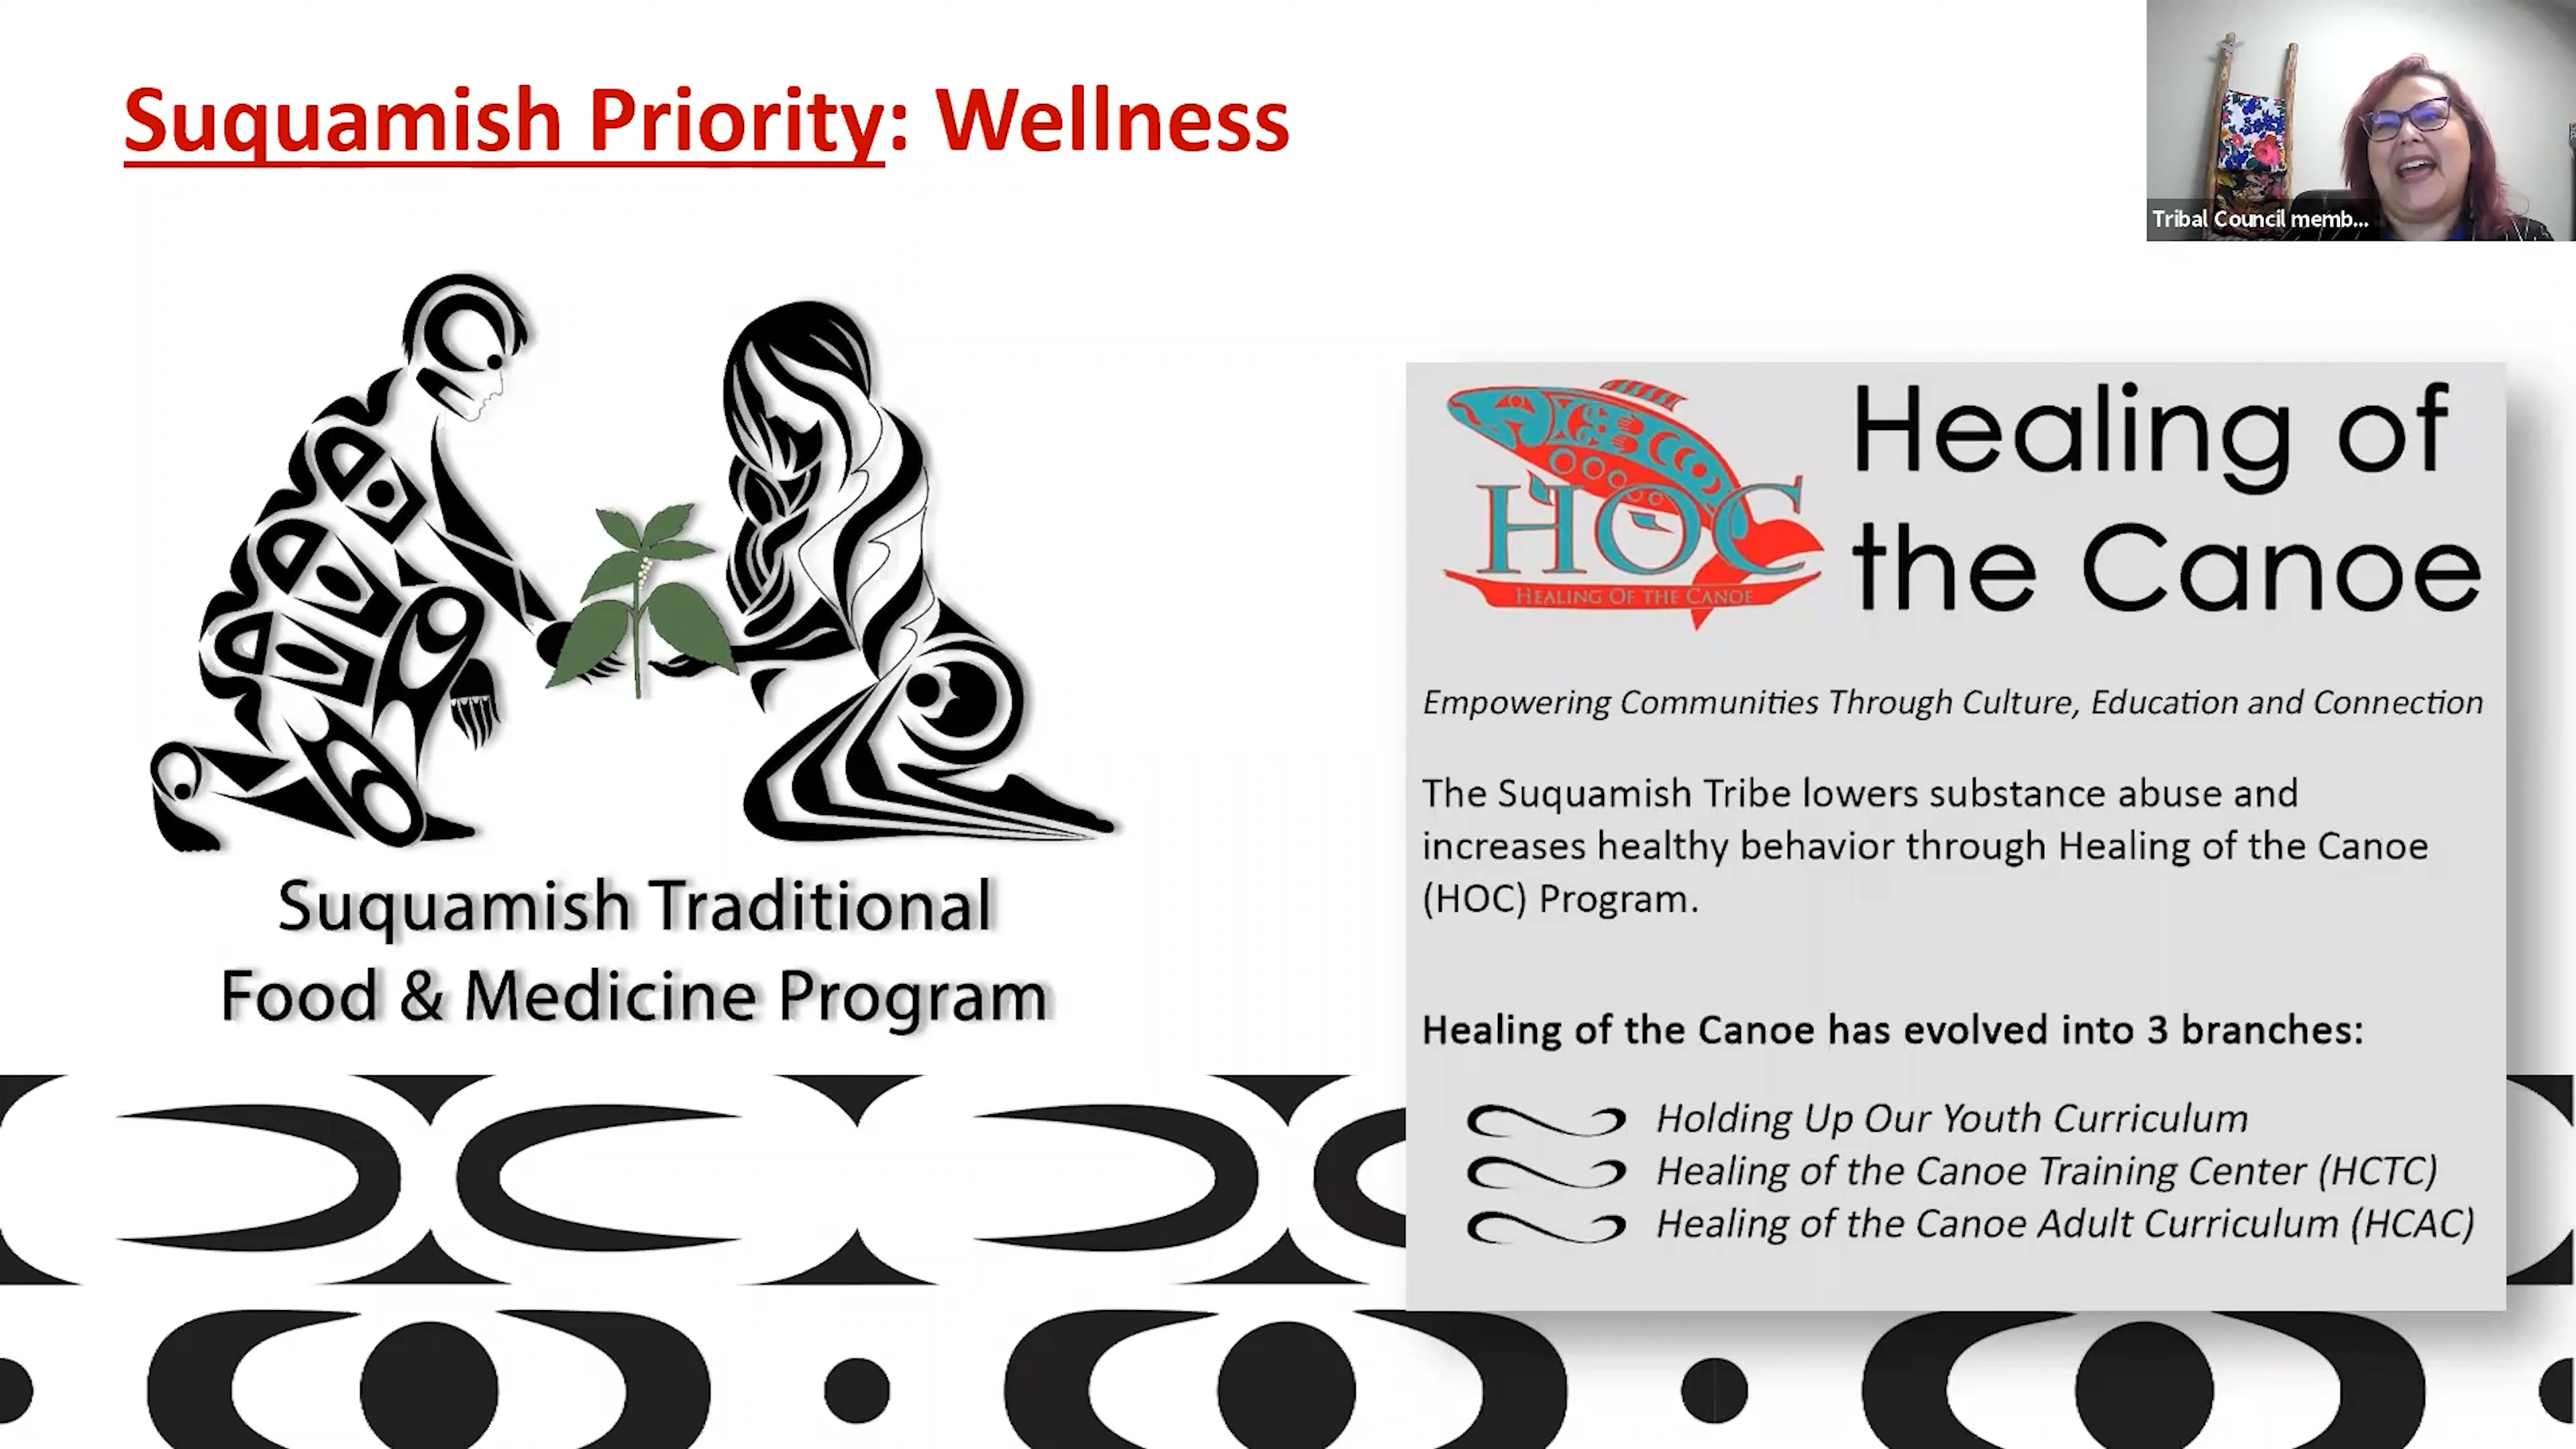 Suquamish Priority: Wellness
Tribal Council memb...
Suquamish Traditional
Food & Medicine Program
HOC
HEALING OF THE CANOE
Healing of
the Canoe
Empowering Communities Through Culture, Education and Connection
The Suquamish Tribe lowers substance abuse and
increases healthy behavior through Healing of the Canoe
(HOC) Program.
Healing of the Canoe has evolved into 3 branches:
Holding Up Our Youth Curriculum
Healing of the Canoe Training Center (HCTC)
Healing of the Canoe Adult Curriculum (HCAC)